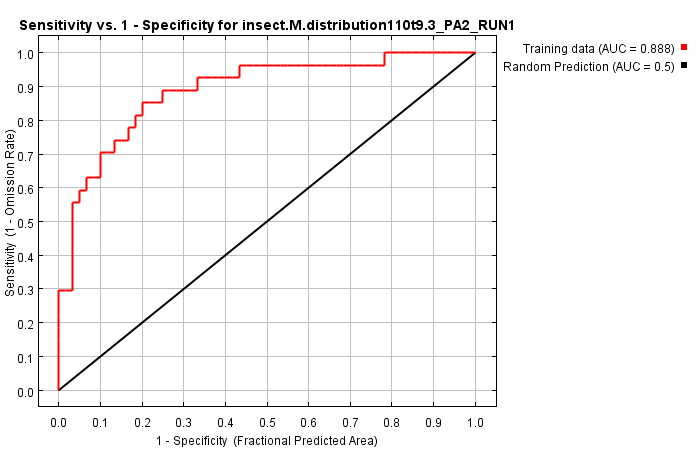 Sensitivity vs. 1 - Specificity for insect.M.distribution110t9.3_PA2_RUN1
Training data (AUC = 0.888)
Random Prediction (AUC = 0.5)
Sensitivity (1 - Omission Rate)
1.0
0.9
0.8
0.7
0.6
0.5
0.4
0.3
0.2
0.1
0.0
0.0 0.1 0.2 0.3 0.4 0.5 0.6 0.7 0.8 0.9 1.0
1 - Specificity (Fractional Predicted Area)